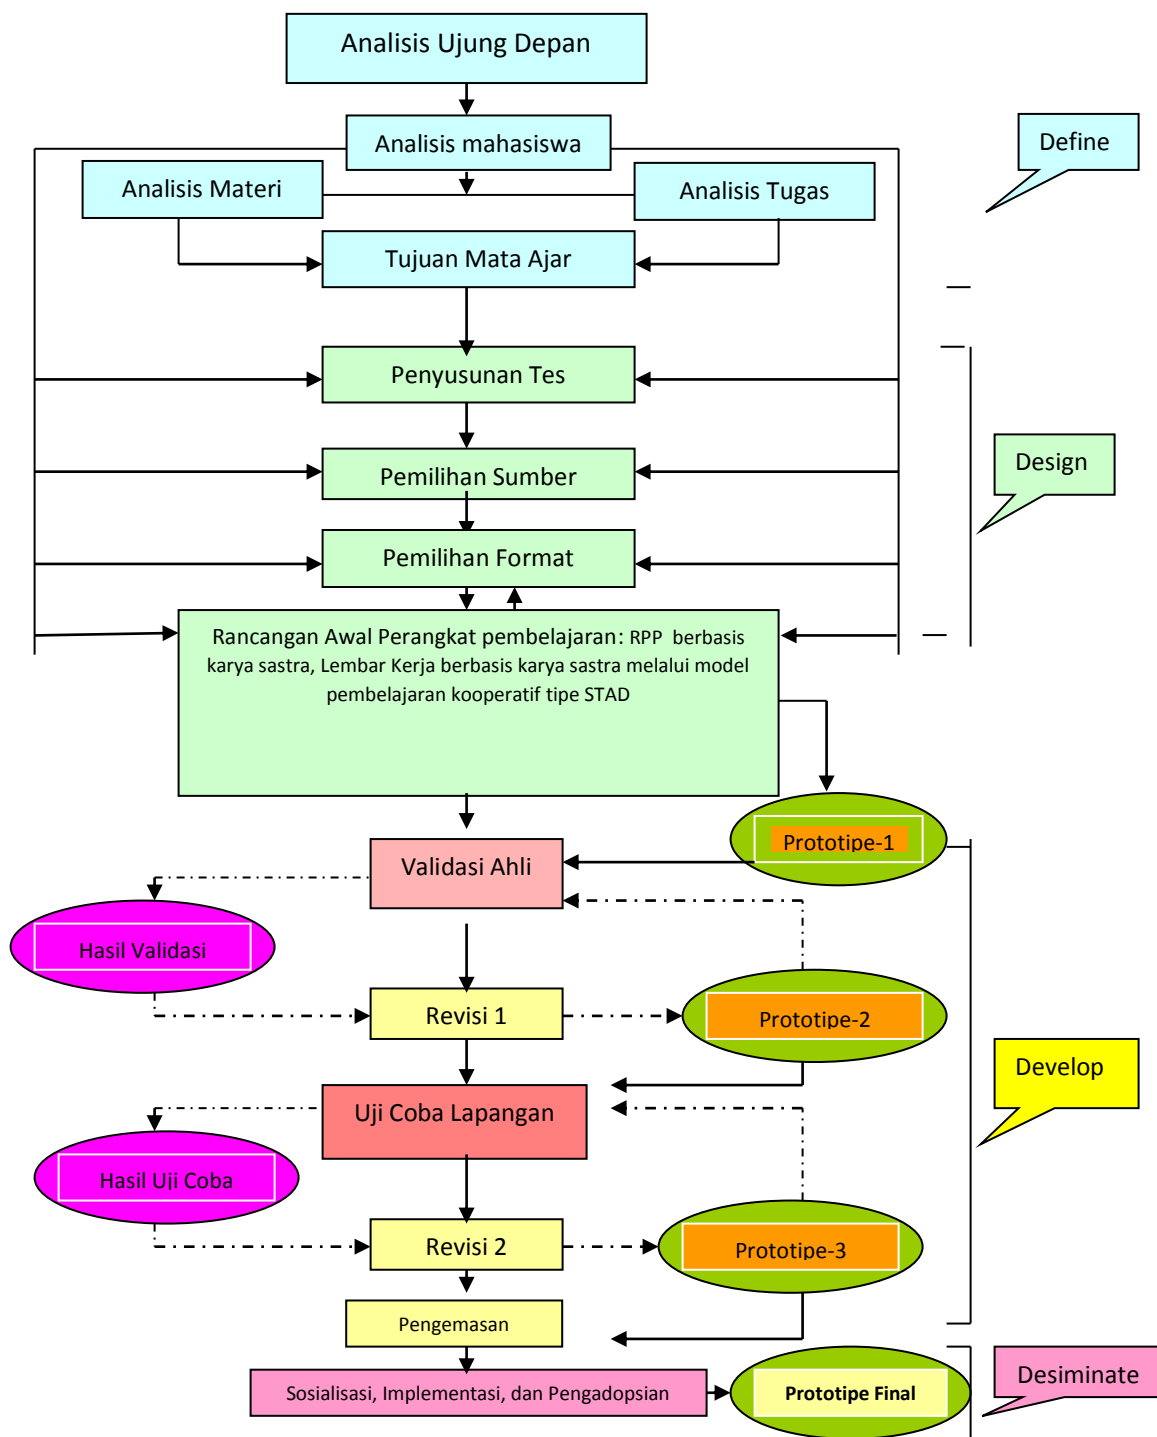 Analisis Ujung Depan
Analisis mahasiswa
Define
Analisis Materi
Analisis Tugas
Tujuan Mata Ajar
Penyusunan Tes
Pemilihan Sumber
Design
Pemilihan Format
Rancangan Awal Perangkat pembelajaran: RPP berbasis
karya sastra, Lembar Kerja berbasis karya sastra melalui model
pembelajaran kooperatif tipe STAD
Prototipe-1
Validasi Ahli
Hasil Validasi
Revisi 1
Prototipe-2
Develop
Uji Coba Lapangan
Hasil Uji Coba
Revisi 2
Prototipe-3
Pengemasan
Desiminate
Sosialisasi, Implementasi, dan Pengadopsian
Prototipe Final